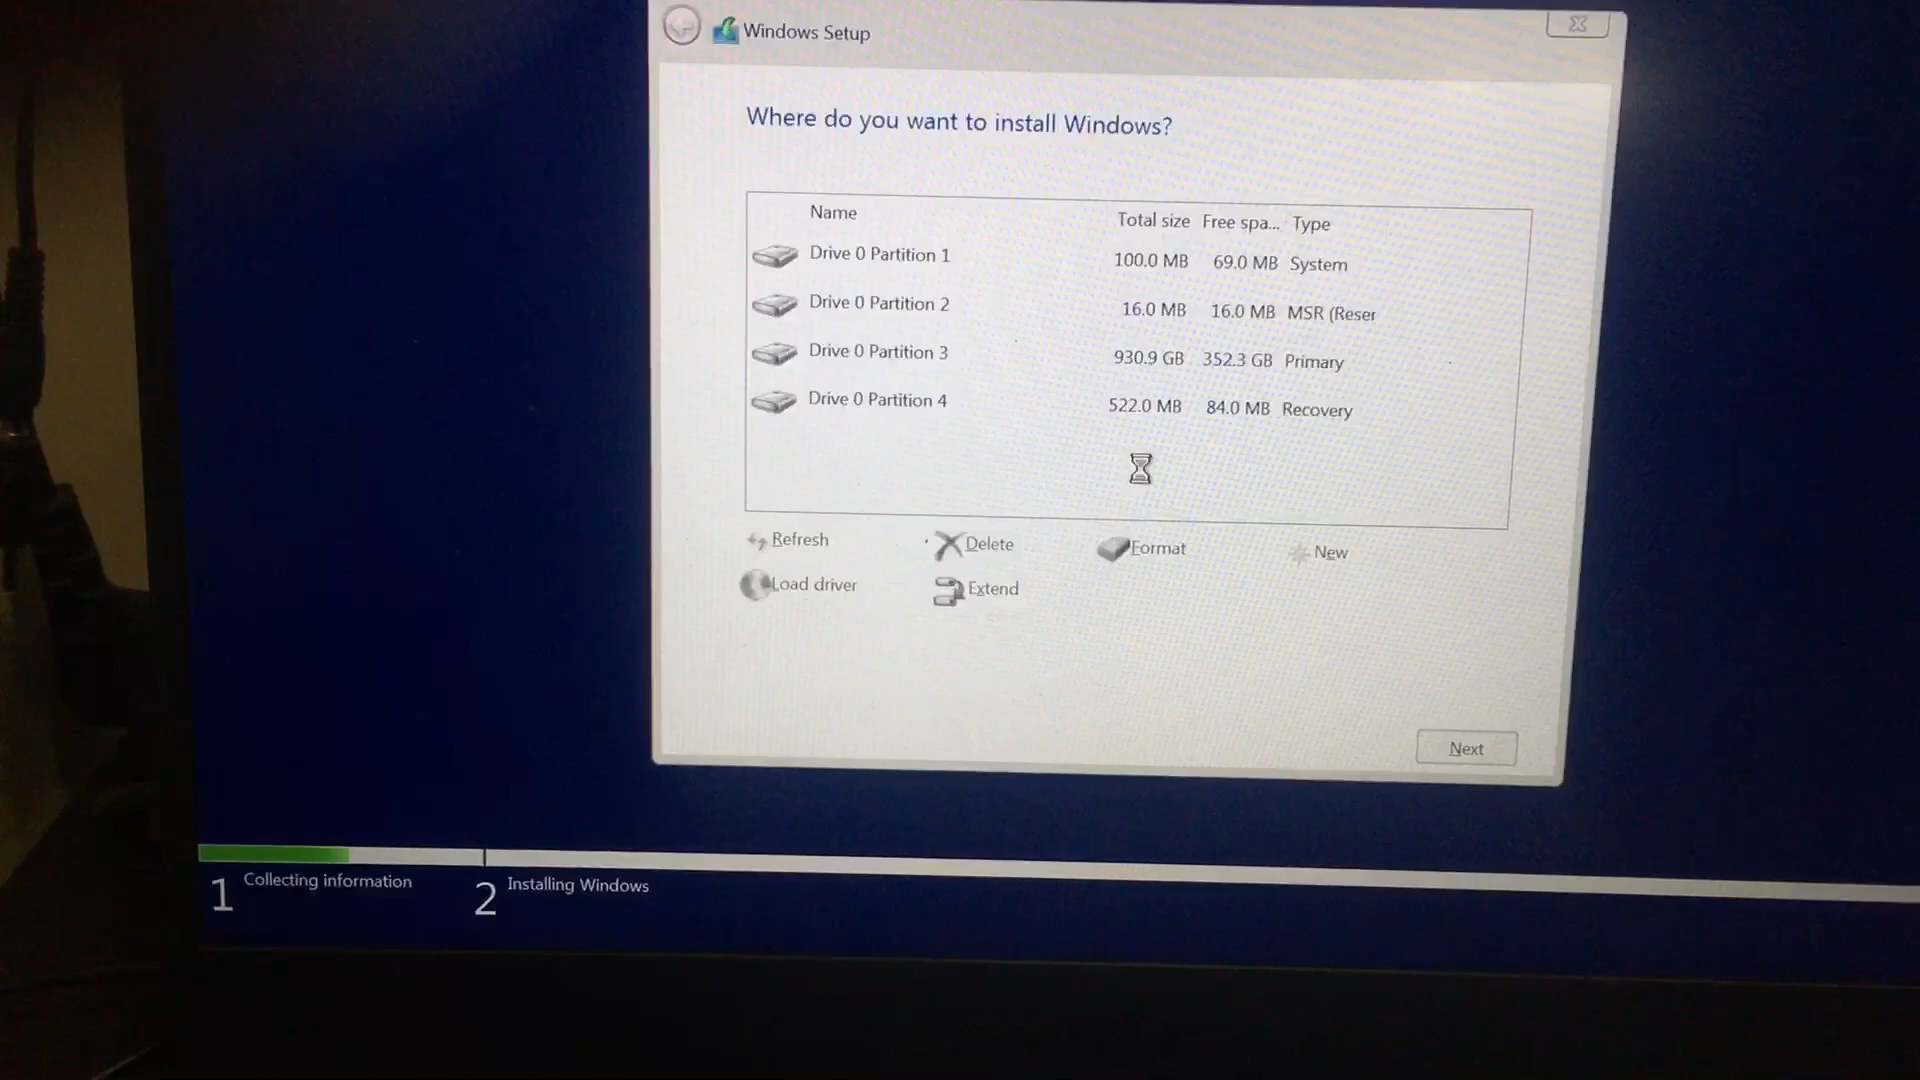 Windows Setup
Where do you want to install Windows?
Name Total size Free spa... Type
Drive 0 Partition 1 100.0 MB 69.0 MB System
Drive 0 Partition 2 16.0 MB 16.0 MB MSR (Reser
Drive 0 Partition 3 930.9 GB 352.3 GB Primary
Drive 0 Partition 4 522.0 MB 84.0 MB Recovery
Refresh Delete Format New
Load driver Extend
Next
1 Collecting information 2 Installing Windows